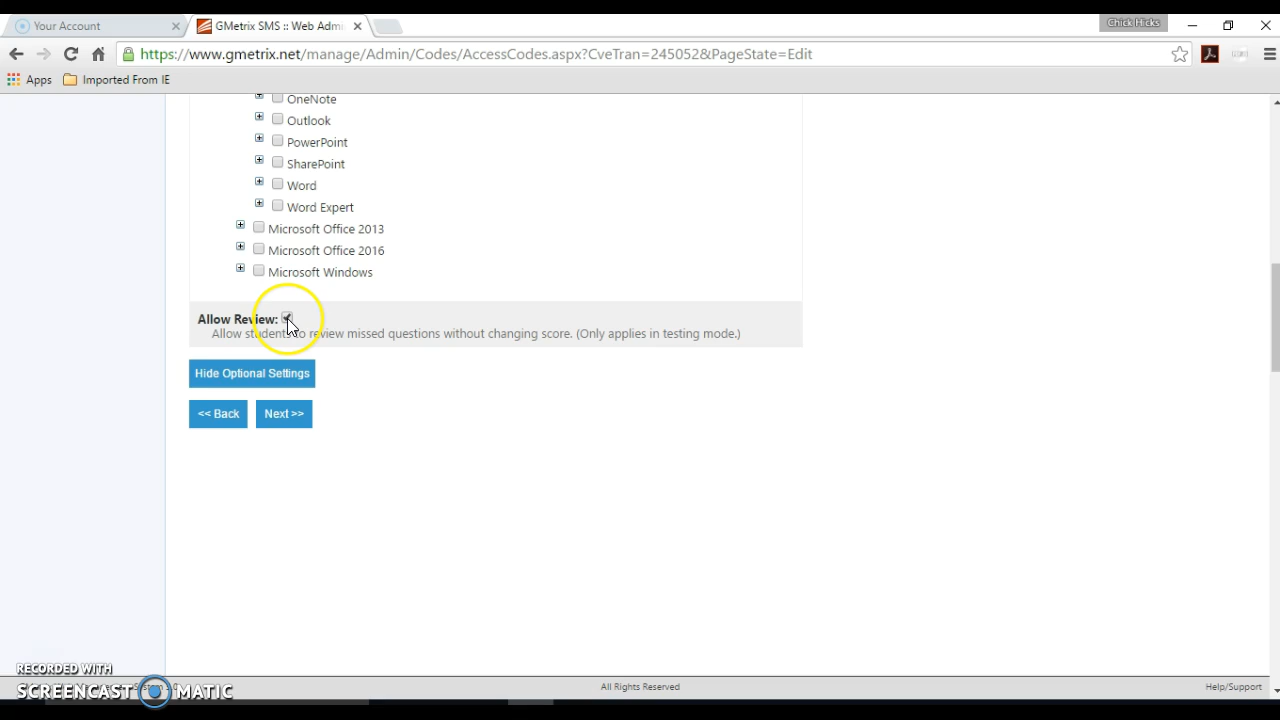 Your Account
GMetrix SMS :: Web Admi
Chick Hicks
https://www.gmetrix.net/manage/Admin/Codes/AccessCodes.aspx?CveTran=245052&PageState=Edit
Apps
Imported From IE
OneNote
Outlook
PowerPoint
SharePoint
Word
Word Expert
Microsoft Office 2013
Microsoft Office 2016
Microsoft Windows
Allow Review:
Allow students to review missed questions without changing score. (Only applies in testing mode.)
Hide Optional Settings
<< Back
Next >>
RECORDED WITH
SCREENCAST MATIC
All Rights Reserved
Help/Support